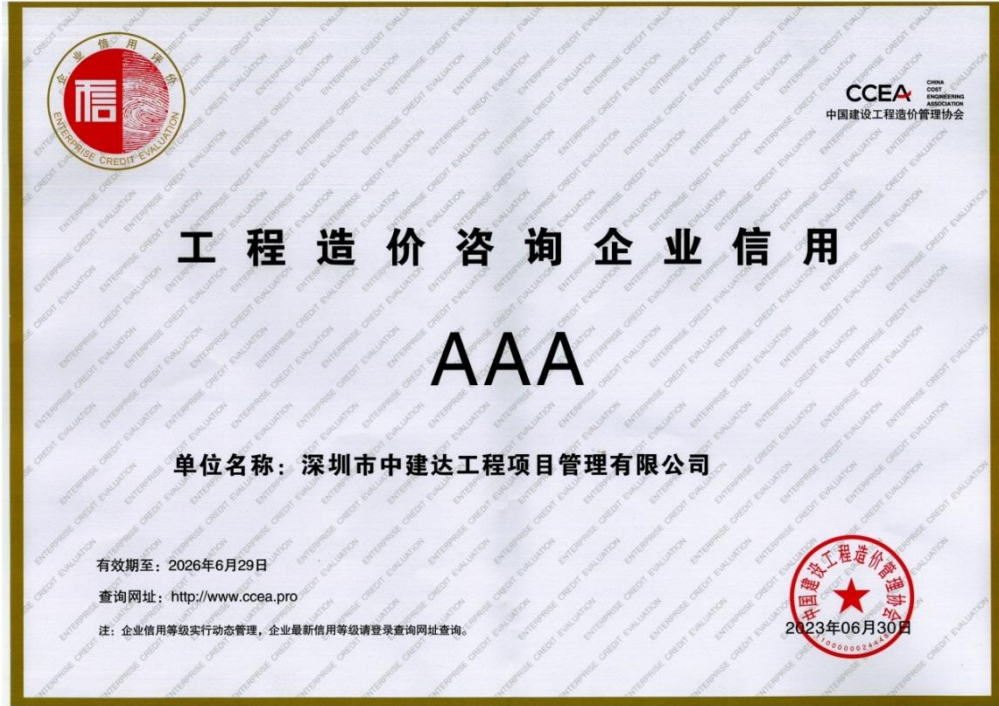 企业信用评价
信
ENTERPRISE CREDIT EVALUATION
CCEA
CHINA
COST
ENGINEERING
ASSOCIATION
中国建设工程造价管理协会
工程造价咨询企业信用
AAA
单位名称：深圳市中建达工程项目管理有限公司
有效期至：2026年6月29日
查询网址：http://www.ccea.pro
注：企业信用等级实行动态管理，企业最新信用等级请登录查询网址查询。
中国建设工程造价管理协会
2023年06月30日